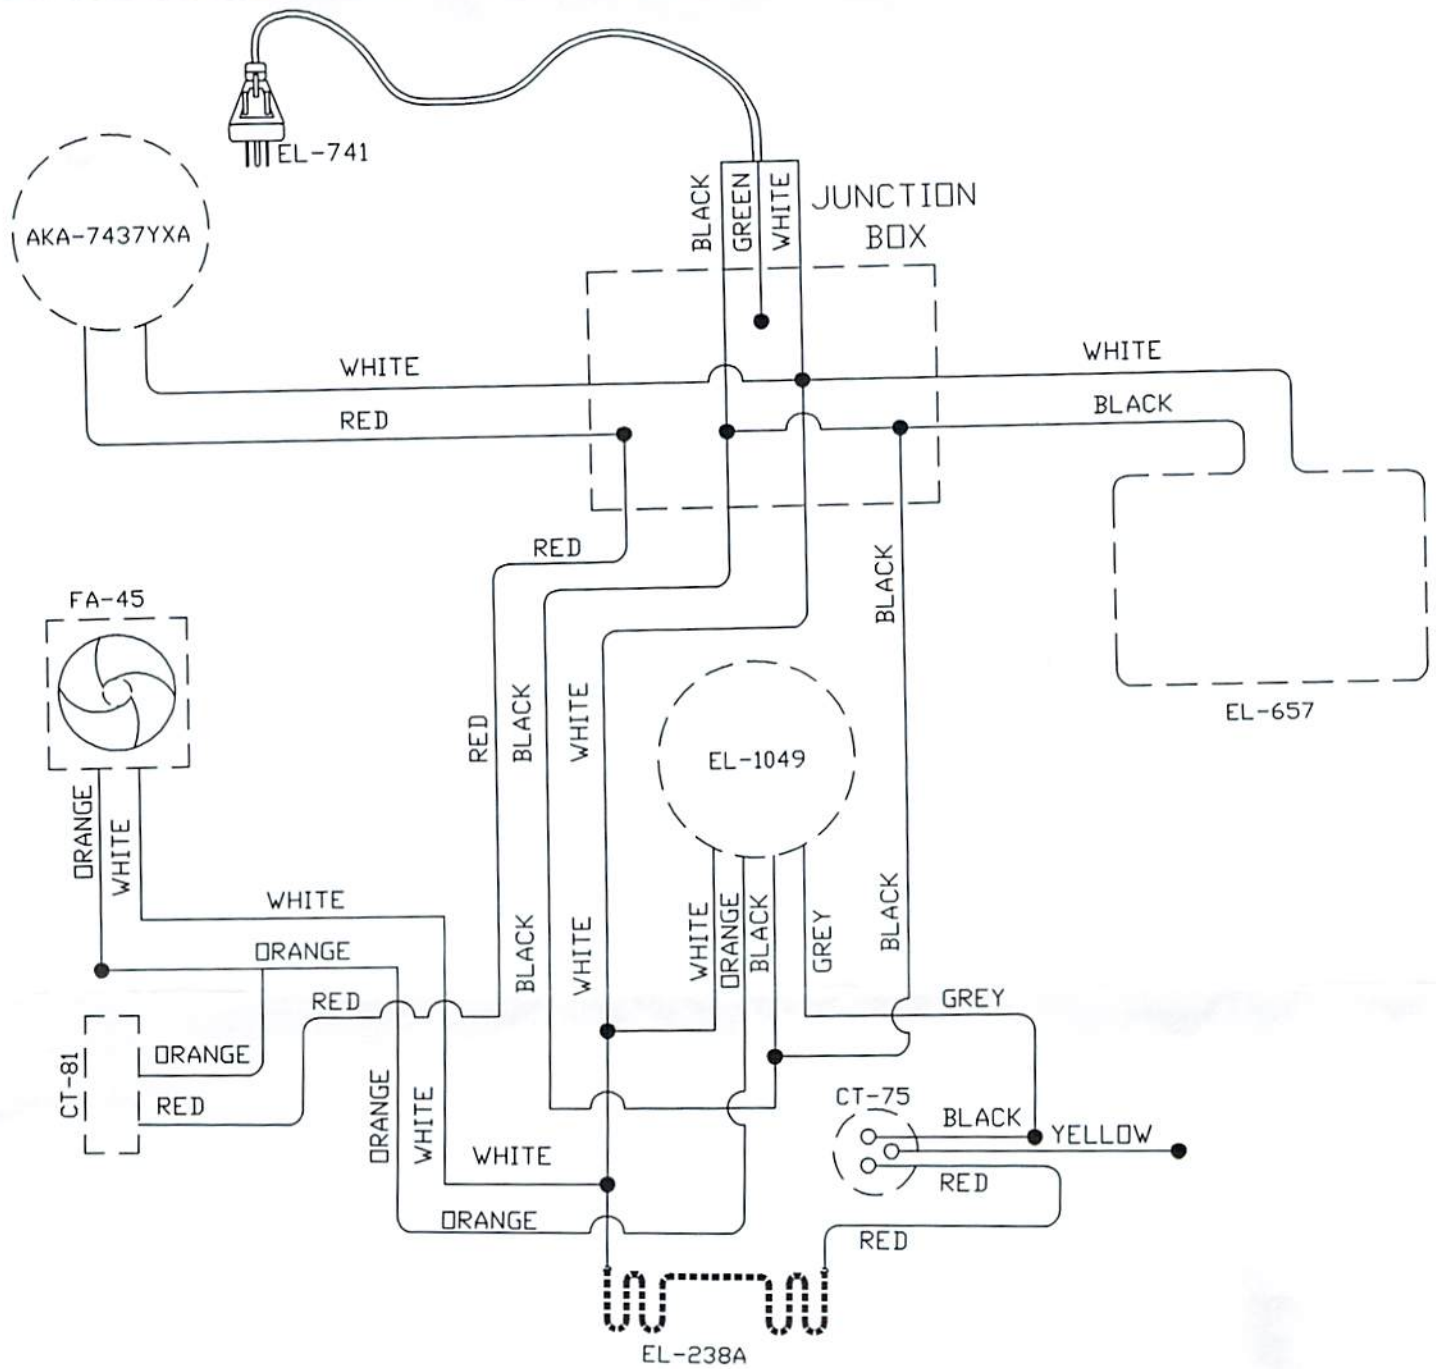 EL-741
AKA-7437YXA
BLACK
GREEN
WHITE
JUNCTION
BOX
WHITE
RED
WHITE
BLACK
RED
BLACK
FA-45
EL-657
RED
BLACK
WHITE
EL-1049
ORANGE
WHITE
WHITE
ORANGE
RED
BLACK
WHITE
WHITE
ORANGE
BLACK
GREY
BLACK
GREY
CT-81
ORANGE
RED
ORANGE
WHITE
WHITE
ORANGE
CT-75
BLACK
YELLOW
RED
RED
EL-238A